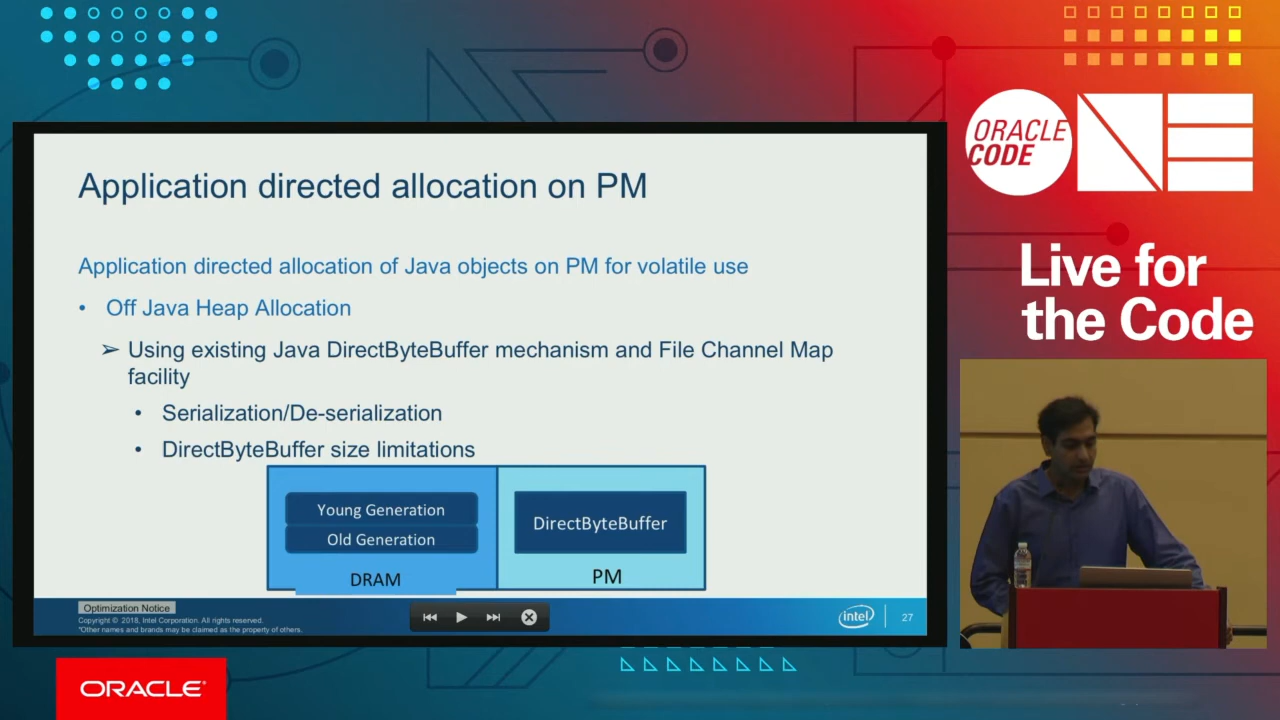 Application directed allocation on PM
Application directed allocation of Java objects on PM for volatile use
• Off Java Heap Allocation
➢ Using existing Java DirectByteBuffer mechanism and File Channel Map
facility
• Serialization/De-serialization
• DirectByteBuffer size limitations
Young Generation
Old Generation
DRAM
DirectByteBuffer
PM
Optimization Notice
Copyright © 2018, Intel Corporation. All rights reserved.
*Other names and brands may be claimed as the property of others.
intel
27
ORACLE
CODE
ONE
Live for
the Code
ORACLE®